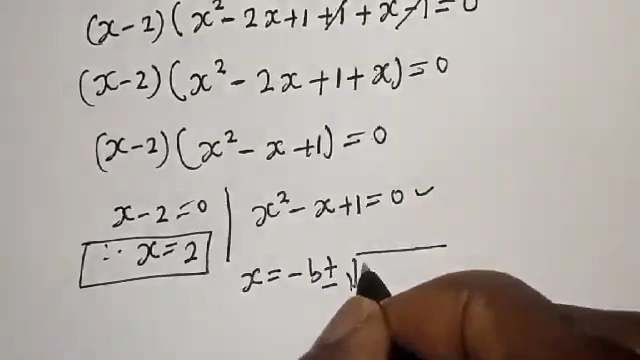 (x-2)(x²-2x+1+1+x-1=0
(x-2)(x²-2x+1+x)=0
(x-2)(x²-x+1)=0
x-2=0 | x²-x+1=0 ✓
∴ x=2 | x=-b±√